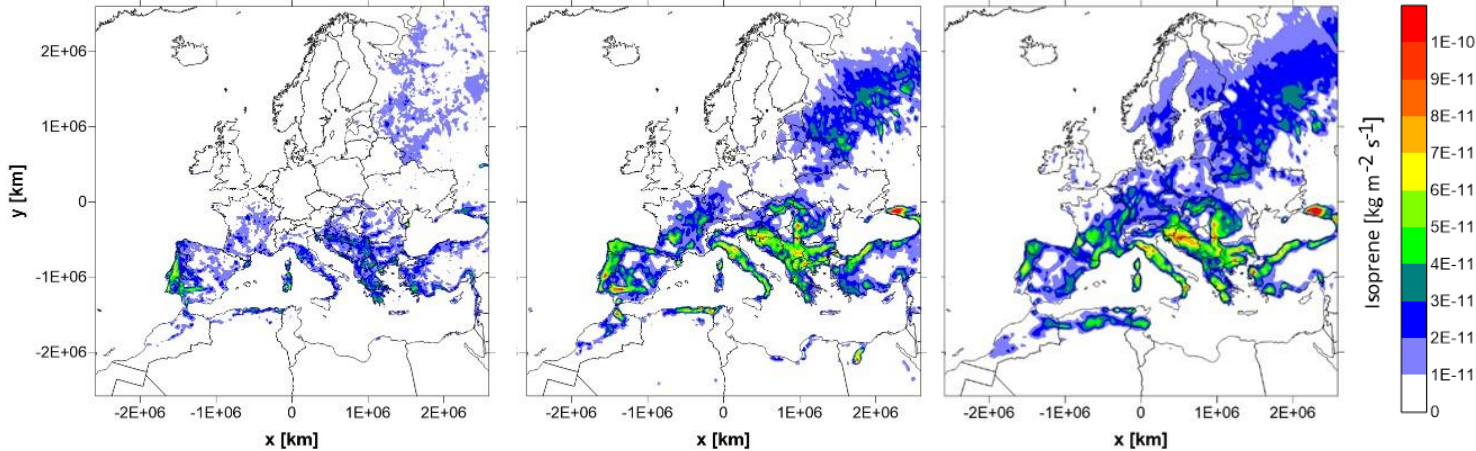 2E+06
1E+06
0
-1E+06
-2E+06
y [km]
-2E+06 -1E+06 0 1E+06 2E+06
x [km]
-2E+06 -1E+06 0 1E+06 2E+06
x [km]
-2E+06 -1E+06 0 1E+06 2E+06
x [km]
Isoprene [kg m⁻² s⁻¹]
1E-10
9E-11
8E-11
7E-11
6E-11
5E-11
4E-11
3E-11
2E-11
1E-11
0